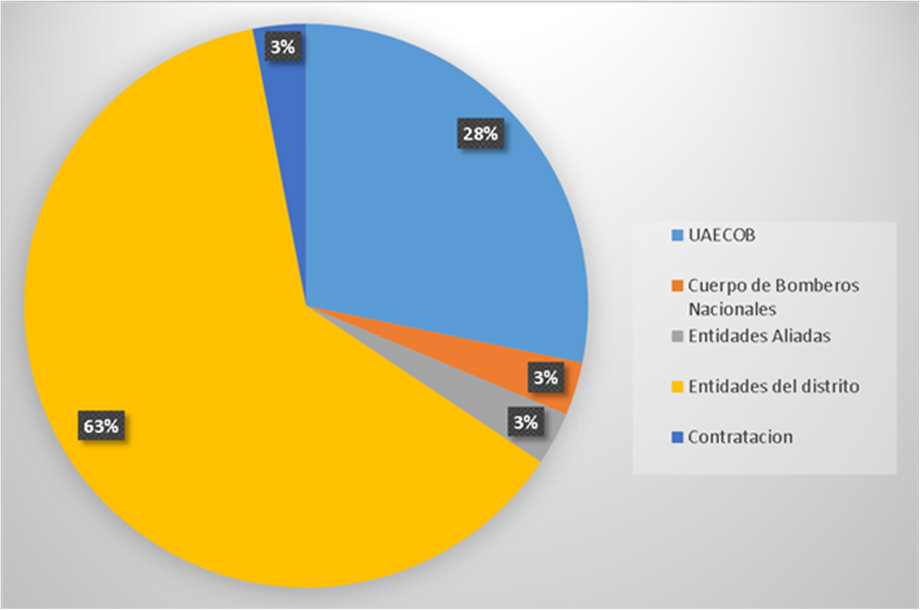 3%
28%
UAECOB
Cuerpo de Bomberos
Nacionales
Entidades Aliadas
3%
Entidades del distrito
3%
63%
Contratacion